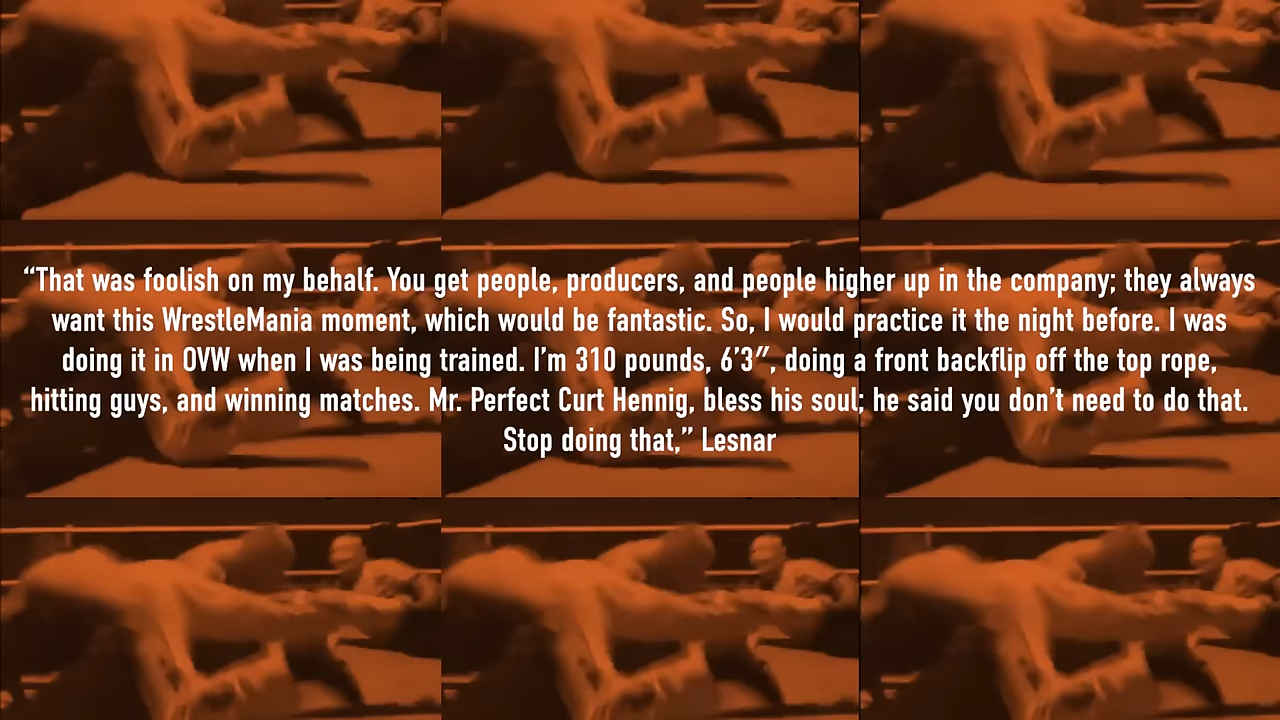 “That was foolish on my behalf. You get people, producers, and people higher up in the company; they always
want this WrestleMania moment, which would be fantastic. So, I would practice it the night before. I was
doing it in OVW when I was being trained. I’m 310 pounds, 6’3″, doing a front backflip off the top rope,
hitting guys, and winning matches. Mr. Perfect Curt Hennig, bless his soul; he said you don’t need to do that.
Stop doing that,” Lesnar